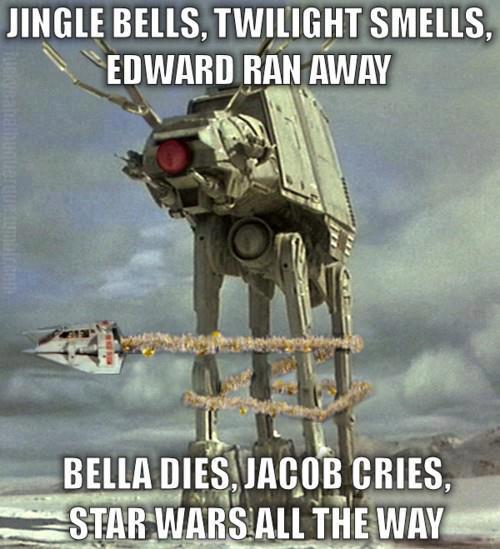 JINGLE BELLS, TWILIGHT SMELLS,
EDWARD RAN AWAY
BELLA DIES, JACOB CRIES,
STAR WARS ALL THE WAY